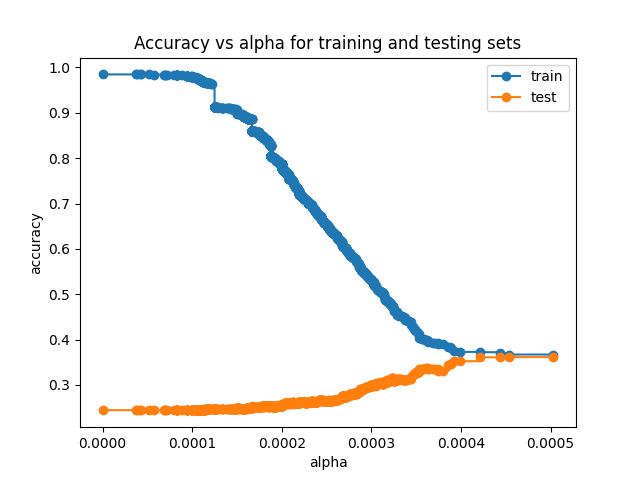 Accuracy vs alpha for training and testing sets
train
test
1.0
0.9
0.8
0.7
0.6
0.5
0.4
0.3
accuracy
0.0000 0.0001 0.0002 0.0003 0.0004 0.0005
alpha